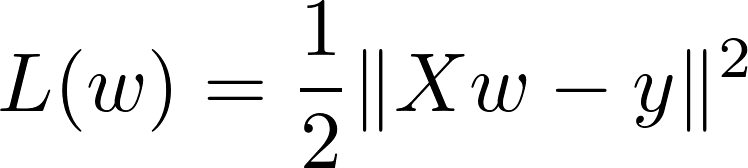 L(w) = \frac{1}{2} \|Xw - y\|^2